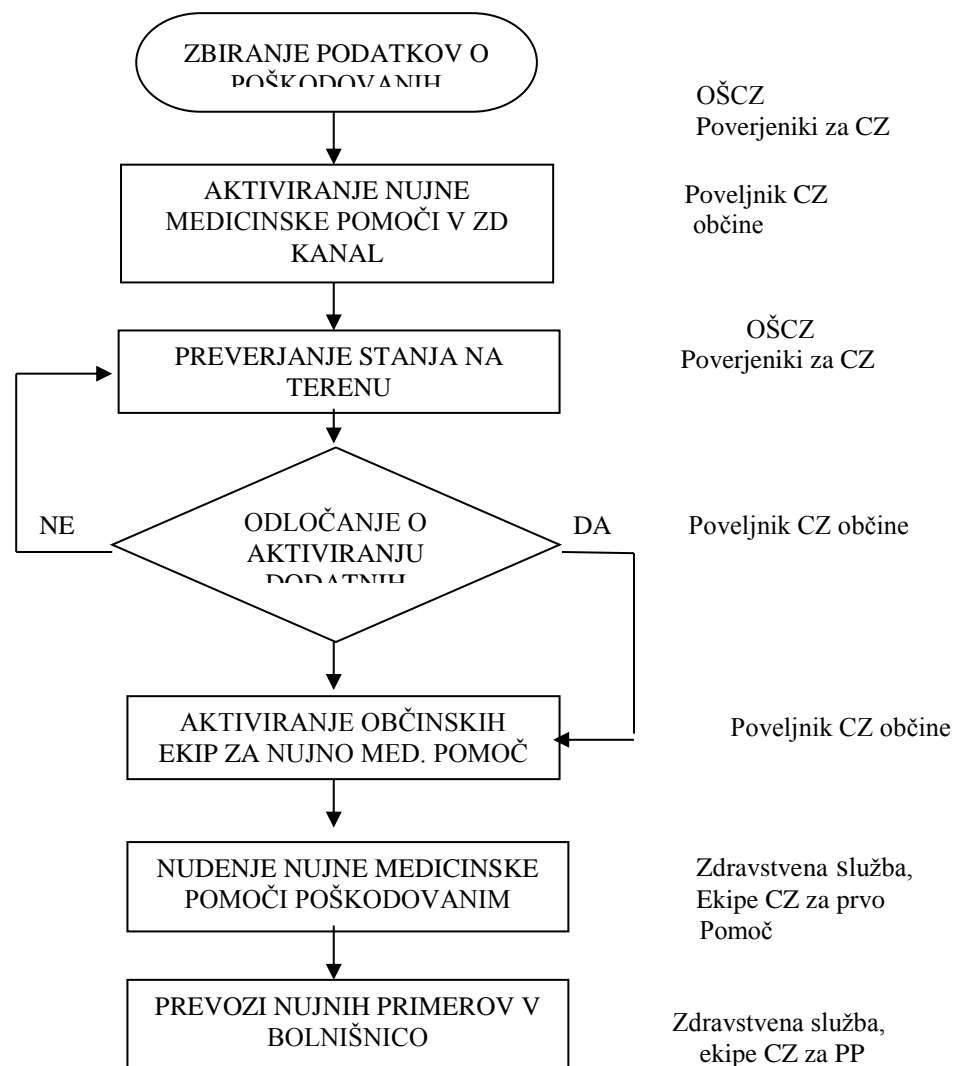 ZBIRANJE PODATKOV O
POŠKODOVANIH
OŠCZ
Poverjeniki za CZ
AKTIVIRANJE NUJNE
MEDICINSKE POMOČI V ZD
KANAL
Poveljnik CZ
občine
PREVERJANJE STANJA NA
TERENU
OŠCZ
Poverjeniki za CZ
NE
ODLOČANJE O
AKTIVIRANJU
DODATNIH
DA
Poveljnik CZ občine
AKTIVIRANJE OBČINSKIH
EKIP ZA NUJNO MED. POMOČ
Poveljnik CZ občine
NUDENJE NUJNE MEDICINSKE
POMOČI POŠKODOVANIM
Zdravstvena Služba,
Ekipe CZ za prvo
Pomoč
PREVOZI NUJNIH PRIMEROV V
BOLNIŠNICO
Zdravstvena služba,
ekipe CZ za PP